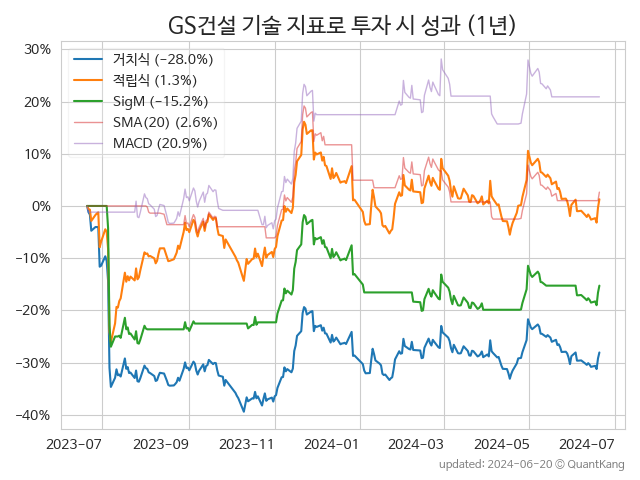 GS건설 기술 지표로 투자 시 성과 (1년)
거치식 (−28.0%)
적립식 (1.3%)
SigM (−15.2%)
SMA(20) (2.6%)
MACD (20.9%)
30%
20%
10%
0%
−10%
−20%
−30%
−40%
2023-07 2023-09 2023-11 2024-01 2024-03 2024-05 2024-07
updated: 2024-06-20 © QuantKang